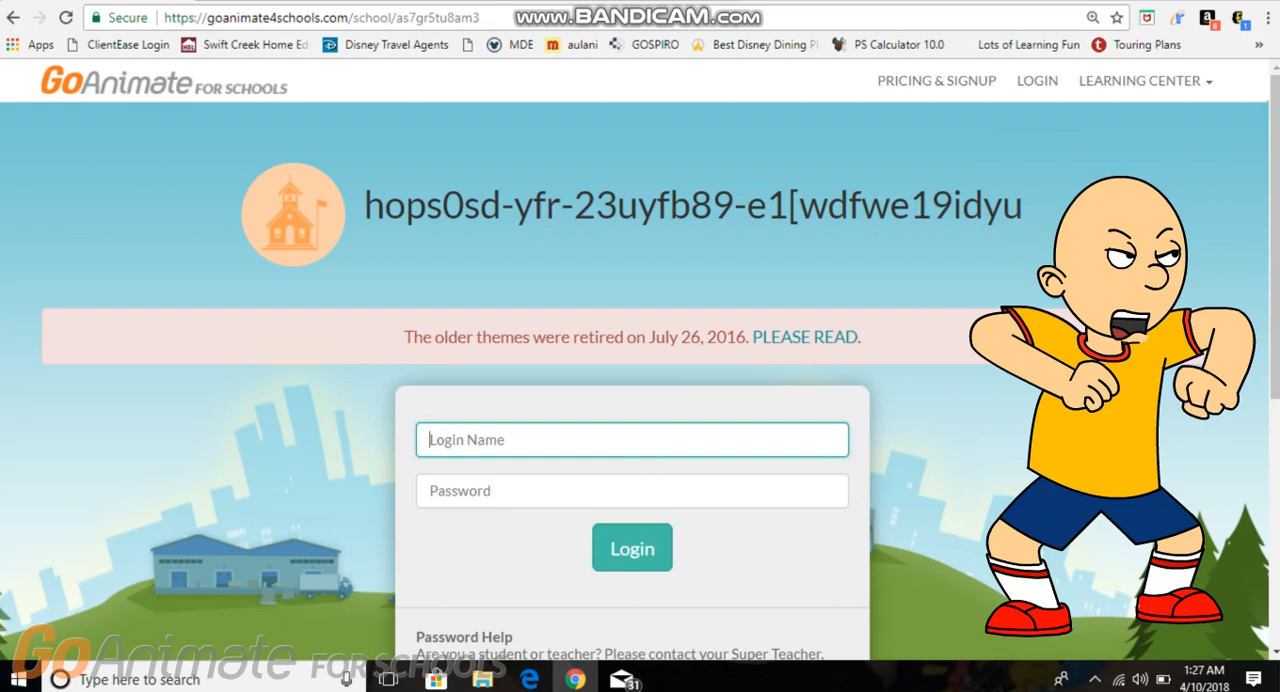 Secure https://goanimate4schools.com/school/as7gr5tu8am3
www.BANDICAM.com
8
1
Apps ClientEase Login Swift Creek Home Ed Disney Travel Agents MDE aulani GOSPIRO Best Disney Dining Pl PS Calculator 10.0 Lots of Learning Fun Touring Plans »
GoAnimate FOR SCHOOLS
PRICING & SIGNUP LOGIN LEARNING CENTER
hops0sd-yfr-23uyfb89-e1[wdfwe19idyu
The older themes were retired on July 26, 2016. PLEASE READ.
Login Name
Password
Login
Password Help
Are you a student or teacher? Please contact your Super Teacher,
GoAnimate FOR SCHOOLS
Type here to search
31
1:27 AM
4/10/2018